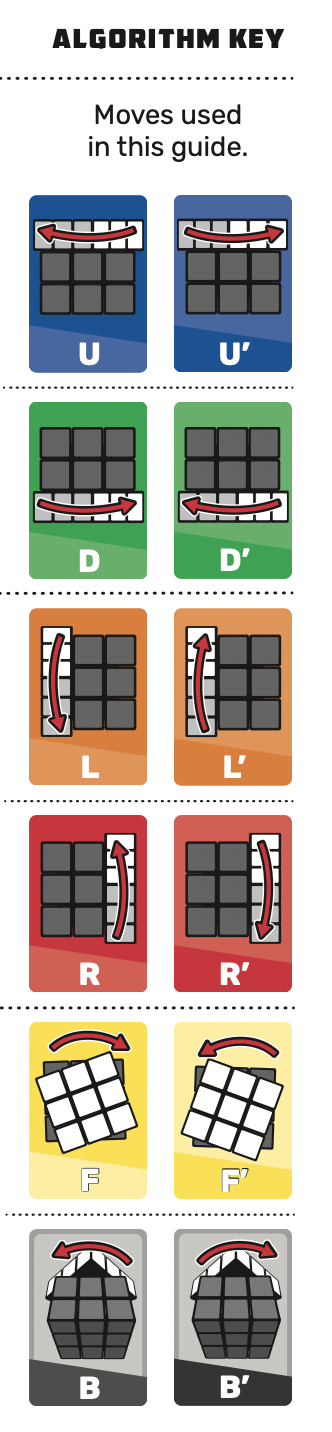 ALGORITHM KEY
Moves used
in this guide.
U U′
D D′
L L′
R R′
F F′
B B′